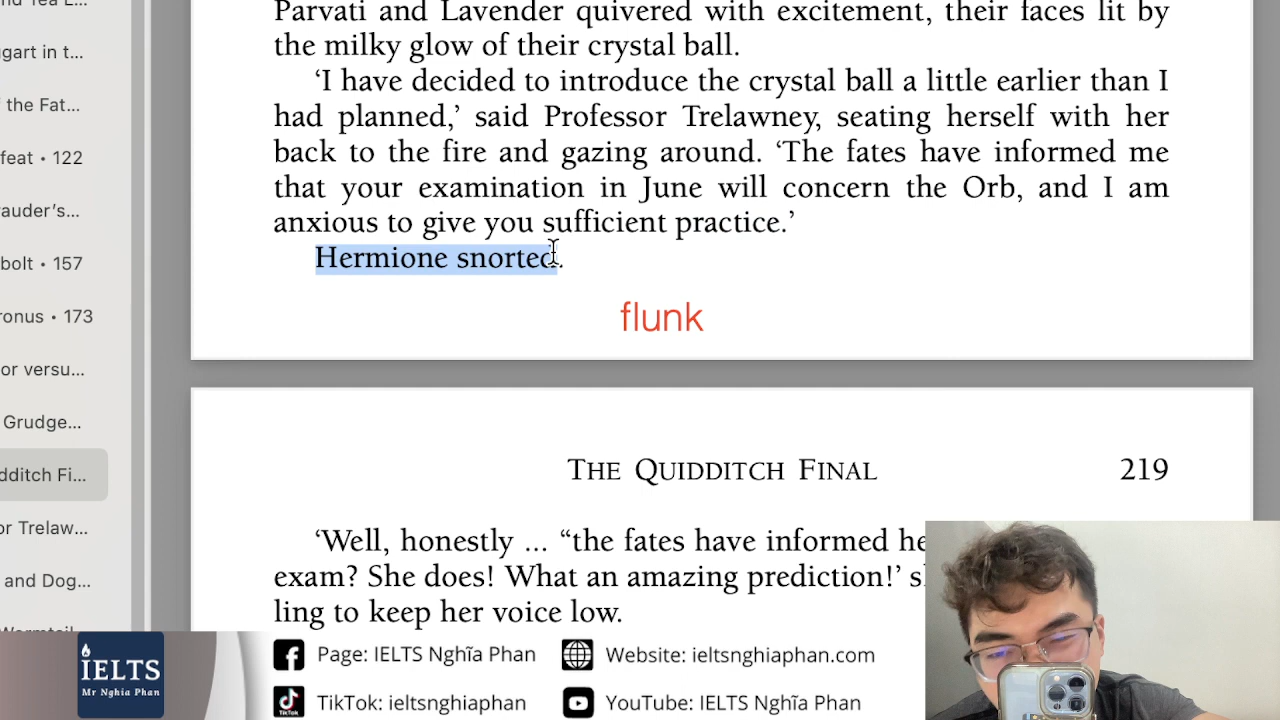 Parvati and Lavender quivered with excitement, their faces lit by
the milky glow of their crystal ball.
‘I have decided to introduce the crystal ball a little earlier than I
had planned,’ said Professor Trelawney, seating herself with her
back to the fire and gazing around. ‘The fates have informed me
that your examination in June will concern the Orb, and I am
anxious to give you sufficient practice.’
Hermione snorted.
flunk
THE QUIDDITCH FINAL 219
‘Well, honestly ... “the fates have informed he
exam? She does! What an amazing prediction!’ s
ling to keep her voice low.
ggart in t...
f the Fat...
feat • 122
rauder’s...
bolt • 157
ronus • 173
or versu...
Grudge...
dditch Fi...
or Trelaw...
and Dog...
IELTS
Mr Nghia Phan
Page: IELTS Nghĩa Phan
Website: ieltsnghiaphan.com
TikTok: ieltsnghiaphan
YouTube: IELTS Nghĩa Phan